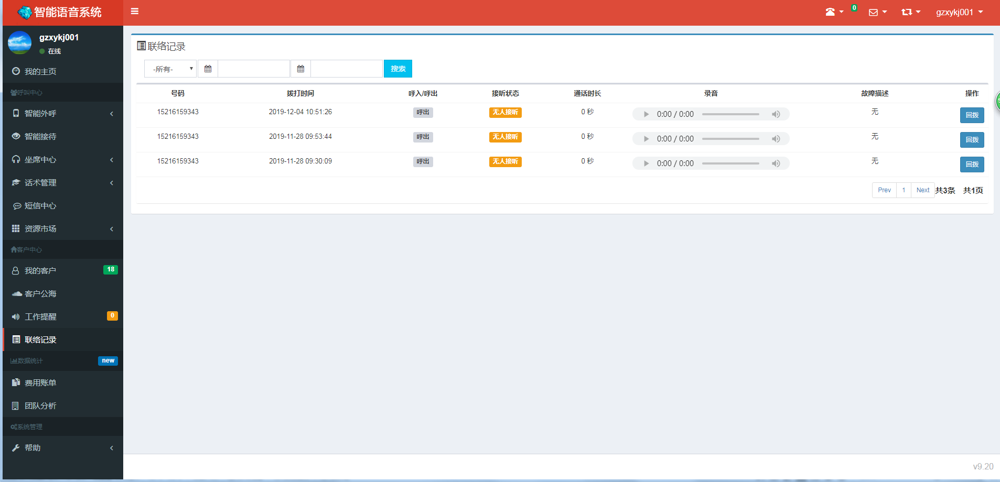 智能语音系统
0
gzxykj001
gzxykj001
在线
我的主页
呼叫中心
智能外呼
智能接待
坐席中心
话术管理
短信中心
资源市场
客户中心
我的客户 18
客户公海
工作提醒 0
联络记录
数据统计 new
费用账单
团队分析
系统管理
帮助
联络记录
-所有- 搜索
号码 拨打时间 呼入/呼出 接听状态 通话时长 录音 故障描述 操作
15216159343 2019-12-04 10:51:26 呼出 无人接听 0 秒 0:00 / 0:00 无 回拨
15216159343 2019-11-28 09:53:44 呼出 无人接听 0 秒 0:00 / 0:00 无 回拨
15216159343 2019-11-28 09:30:09 呼出 无人接听 0 秒 0:00 / 0:00 无 回拨
Prev 1 Next 共3条 共1页
v9.20